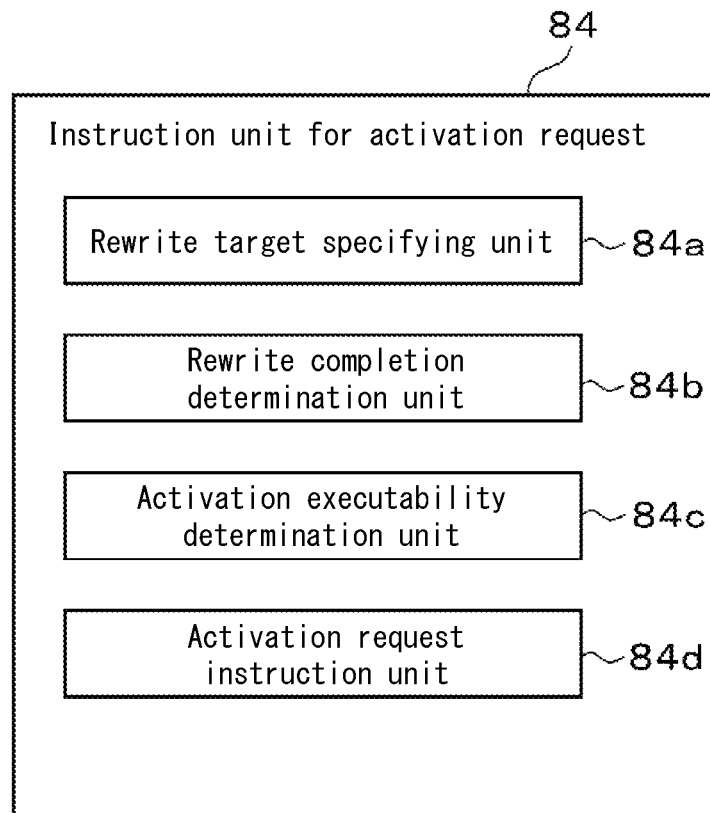 84
Instruction unit for activation request
Rewrite target specifying unit
84a
Rewrite completion
determination unit
84b
Activation executability
determination unit
84c
Activation request
instruction unit
84d